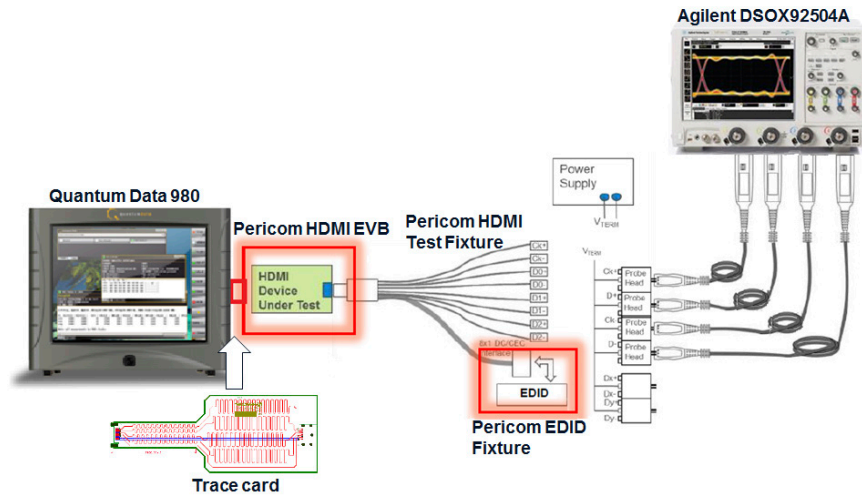 Agilent DSOX92504A
Quantum Data 980
Pericom HDMI EVB
Pericom HDMI
Test Fixture
Power
Supply
VTERM
HDMI
Device
Under Test
Ck+
Ck-
D0+
D0-
D1+
D1-
D2+
D2-
EDID
Pericom EDID
Fixture
VTERM
Ck+
D+
Ck-
D-
Probe
Head
Probe
Head
Probe
Head
Probe
Head
Dx+
Dx-
Dy+
Dy-
Trace card